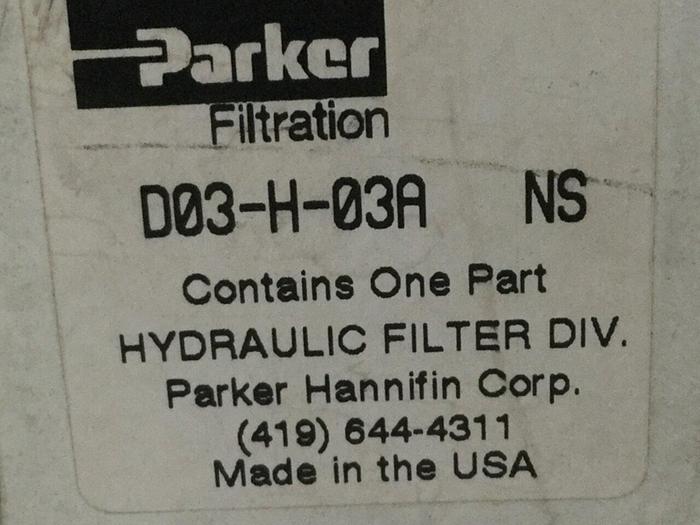 Parker
Filtration
D03-H-03A NS
Contains One Part
HYDRAULIC FILTER DIV.
Parker Hannifin Corp.
(419) 644-4311
Made in the USA